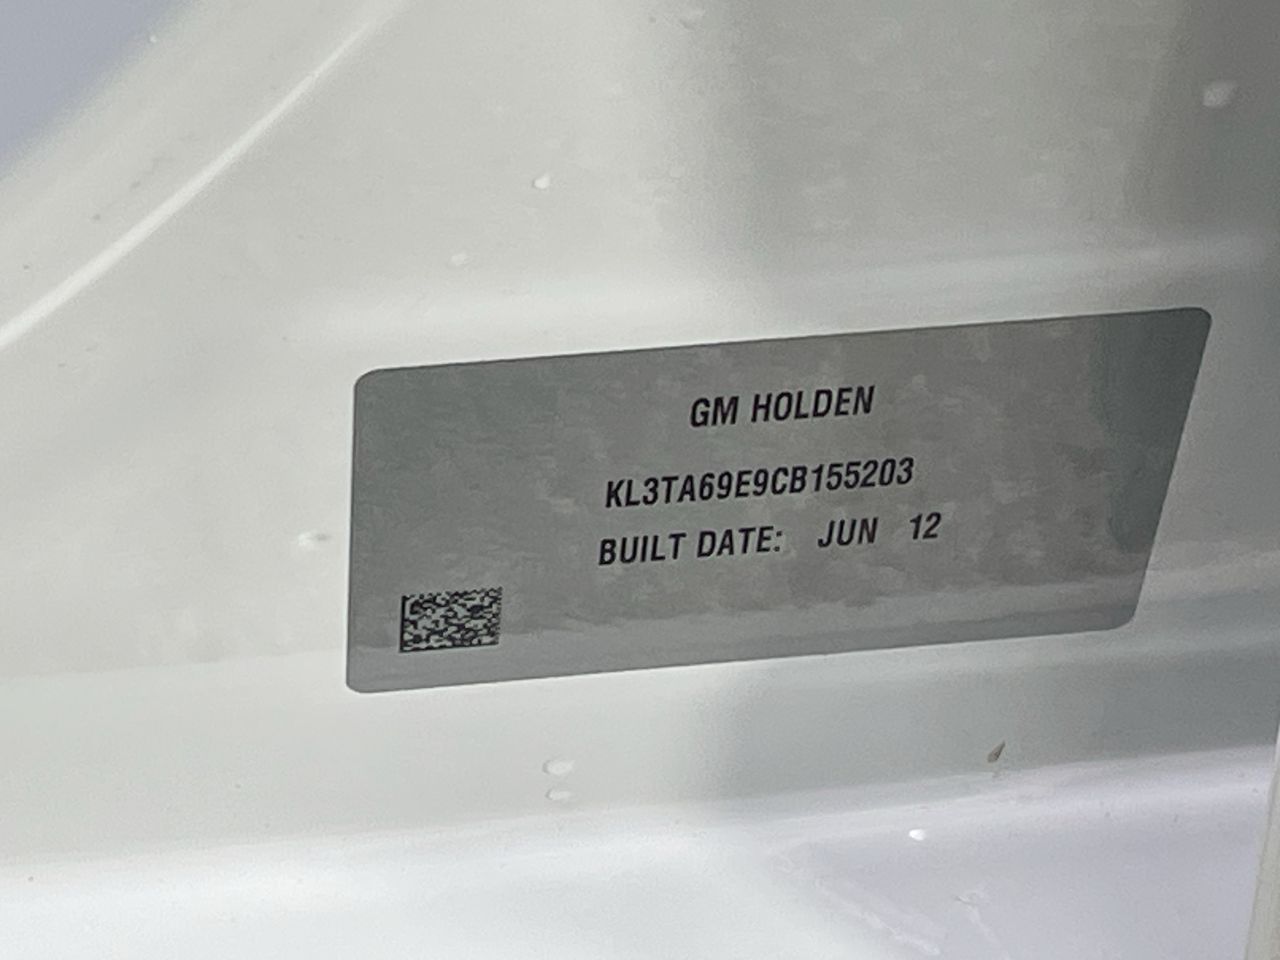 GM HOLDEN
KL3TA69E9CB155203
BUILT DATE: JUN 12